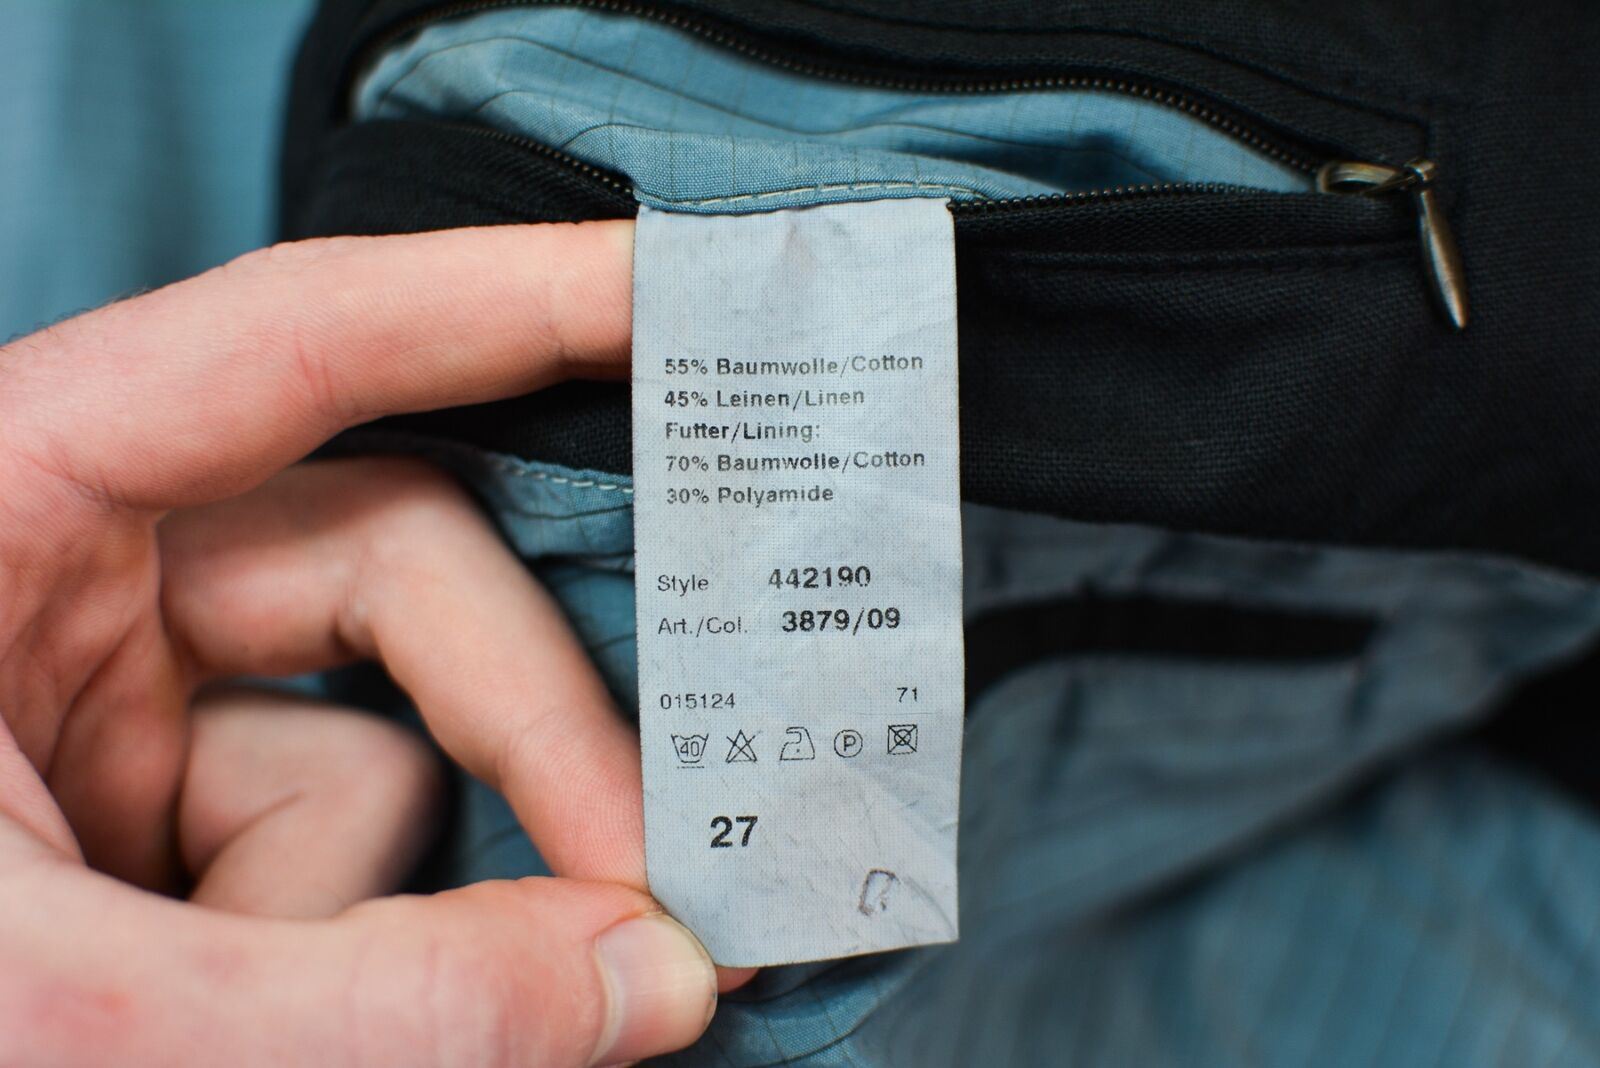 55% Baumwolle/Cotton
45% Leinen/Linen
Futter/Lining:
70% Baumwolle/Cotton
30% Polyamide
Style 442190
Art./Col. 3879/09
015124 71
40 P
27